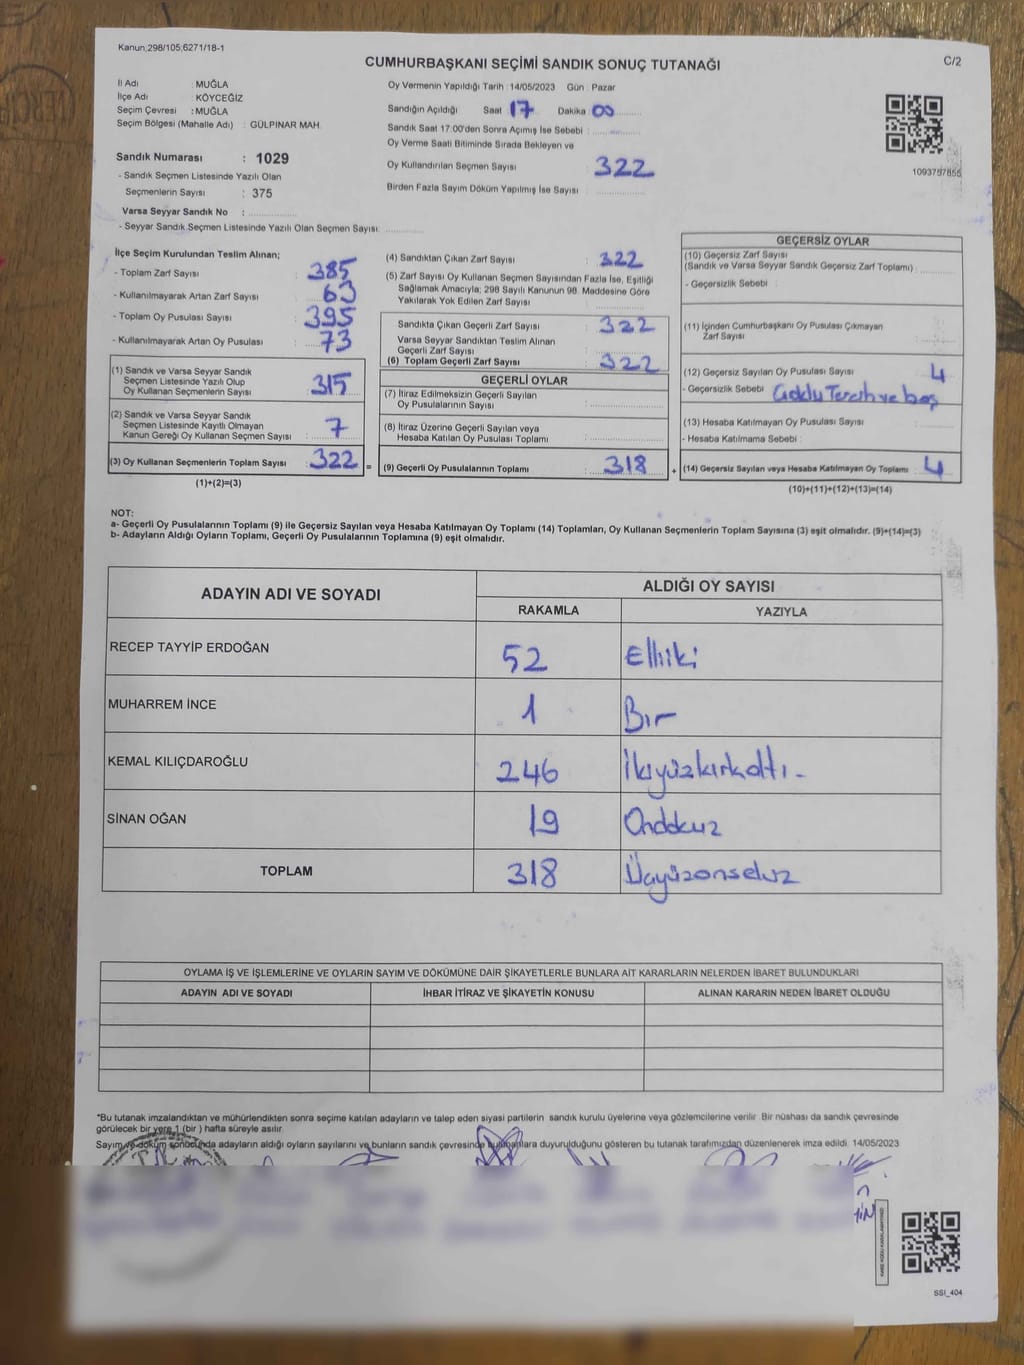 Kanun;298/105;6271/18-1
CUMHURBAŞKANI SEÇİMİ SANDIK SONUÇ TUTANAĞI
C/2
İl Adı : MUĞLA
İlçe Adı : KÖYCEĞİZ
Seçim Çevresi : MUĞLA
Seçim Bölgesi (Mahalle Adı) : GÜLPINAR MAH.
Sandık Numarası : 1029
- Sandık Seçmen Listesinde Yazılı Olan
Seçmenlerin Sayısı : 375
Varsa Seyyar Sandık No :
- Seyyar Sandık Seçmen Listesinde Yazılı Olan Seçmen Sayısı:
Oy Vermenin Yapıldığı Tarih : 14/05/2023 Gün : Pazar
Sandığın Açıldığı Saat 17 Dakika 00
Sandık Saat 17:00'den Sonra Açılmış İse Sebebi :
Oy Verme Saati Bitiminde Sırada Bekleyen ve
Oy Kullandırılan Seçmen Sayısı : 322
Birden Fazla Sayım Döküm Yapılmış İse Sayısı :
1093757855
İlçe Seçim Kurulundan Teslim Alınan;
- Toplam Zarf Sayısı : 385
- Kullanılmayarak Artan Zarf Sayısı : 63
- Toplam Oy Pusulası Sayısı : 395
- Kullanılmayarak Artan Oy Pusulası : 73
(1) Sandık ve Varsa Seyyar Sandık
Seçmen Listesinde Yazılı Olup
Oy Kullanan Seçmenlerin Sayısı : 315
(2) Sandık ve Varsa Seyyar Sandık
Seçmen Listesinde Kayıtlı Olmayan
Kanun Gereği Oy Kullanan Seçmen Sayısı : 7
(3) Oy Kullanan Seçmenlerin Toplam Sayısı : 322
(1)+(2)=(3)
(4) Sandıktan Çıkan Zarf Sayısı : 322
(5) Zarf Sayısı Oy Kullanan Seçmen Sayısından Fazla İse, Eşitliği
Sağlamak Amacıyla; 298 Sayılı Kanunun 98. Maddesine Göre
Yakılarak Yok Edilen Zarf Sayısı :
Sandıkta Çıkan Geçerli Zarf Sayısı : 322
Varsa Seyyar Sandıktan Teslim Alınan
Geçerli Zarf Sayısı :
(6) Toplam Geçerli Zarf Sayısı : 322
GEÇERLİ OYLAR
(7) İtiraz Edilmeksizin Geçerli Sayılan
Oy Pusulalarının Sayısı :
(8) İtiraz Üzerine Geçerli Sayılan veya
Hesaba Katılan Oy Pusulası Toplamı :
= (9) Geçerli Oy Pusulalarının Toplamı : 318 +
GEÇERSİZ OYLAR
(10) Geçersiz Zarf Sayısı
(Sandık ve Varsa Seyyar Sandık Geçersiz Zarf Toplamı) :
- Geçersizlik Sebebi :
(11) İçinden Cumhurbaşkanı Oy Pusulası Çıkmayan
Zarf Sayısı :
(12) Geçersiz Sayılan Oy Pusulası Sayısı : 4
- Geçersizlik Sebebi : Çoklu Tercih ve boş
(13) Hesaba Katılmayan Oy Pusulası Sayısı :
- Hesaba Katılmama Sebebi :
(14) Geçersiz Sayılan veya Hesaba Katılmayan Oy Toplamı : 4
(10)+(11)+(12)+(13)=(14)
NOT:
a- Geçerli Oy Pusulalarının Toplamı (9) ile Geçersiz Sayılan veya Hesaba Katılmayan Oy Toplamı (14) Toplamları, Oy Kullanan Seçmenlerin Toplam Sayısına (3) eşit olmalıdır. (9)+(14)=(3)
b- Adayların Aldığı Oyların Toplamı, Geçerli Oy Pusulalarının Toplamına (9) eşit olmalıdır.
ADAYIN ADI VE SOYADI
ALDIĞI OY SAYISI
RAKAMLA YAZIYLA
RECEP TAYYİP ERDOĞAN 52 Elliiki
MUHARREM İNCE 1 Bır
KEMAL KILIÇDAROĞLU 246 İkiyüzkırkaltı -
SİNAN OĞAN 19 Ondokuz
TOPLAM 318 Üçyüzonsekiz
OYLAMA İŞ VE İŞLEMLERİNE VE OYLARIN SAYIM VE DÖKÜMÜNE DAİR ŞİKAYETLERLE BUNLARA AİT KARARLARIN NELERDEN İBARET BULUNDUKLARI
ADAYIN ADI VE SOYADI İHBAR İTİRAZ VE ŞİKAYETİN KONUSU ALINAN KARARIN NEDEN İBARET OLDUĞU
*Bu tutanak imzalandıktan ve mühürlendikten sonra seçime katılan adayların ve talep eden siyasi partilerin sandık kurulu üyelerine veya gözlemcilerine verilir. Bir nüshası da sandık çevresinde
görülecek bir yere 1 (bir ) hafta süreyle asılır.
Sayım ve döküm sonucunda adayların aldığı oyların sayılarını ve bunların sandık çevresinde bulunanlara duyurulduğunu gösteren bu tutanak tarafımızdan düzenlenerek imza edildi. 14/05/2023
SSI_404